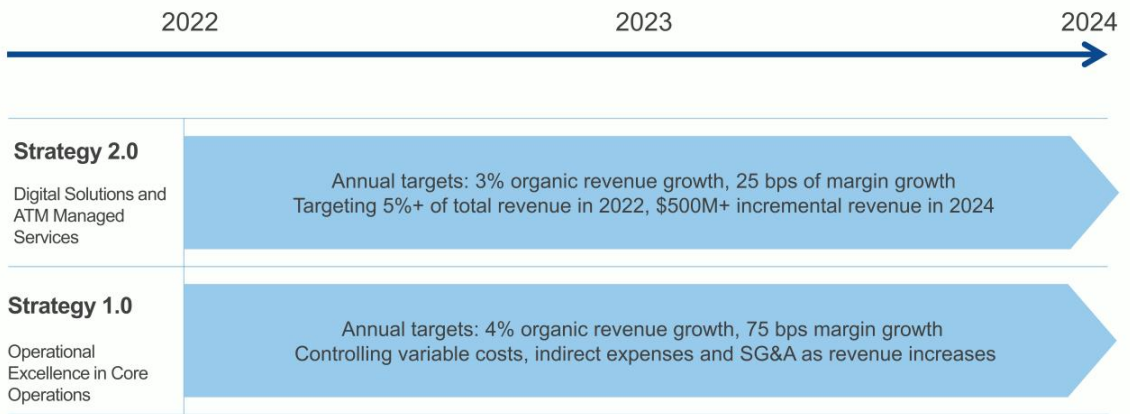 2022 2023 2024
Strategy 2.0
Digital Solutions and
ATM Managed
Services
Annual targets: 3% organic revenue growth, 25 bps of margin growth
Targeting 5%+ of total revenue in 2022, $500M+ incremental revenue in 2024
Strategy 1.0
Operational
Excellence in Core
Operations
Annual targets: 4% organic revenue growth, 75 bps margin growth
Controlling variable costs, indirect expenses and SG&A as revenue increases